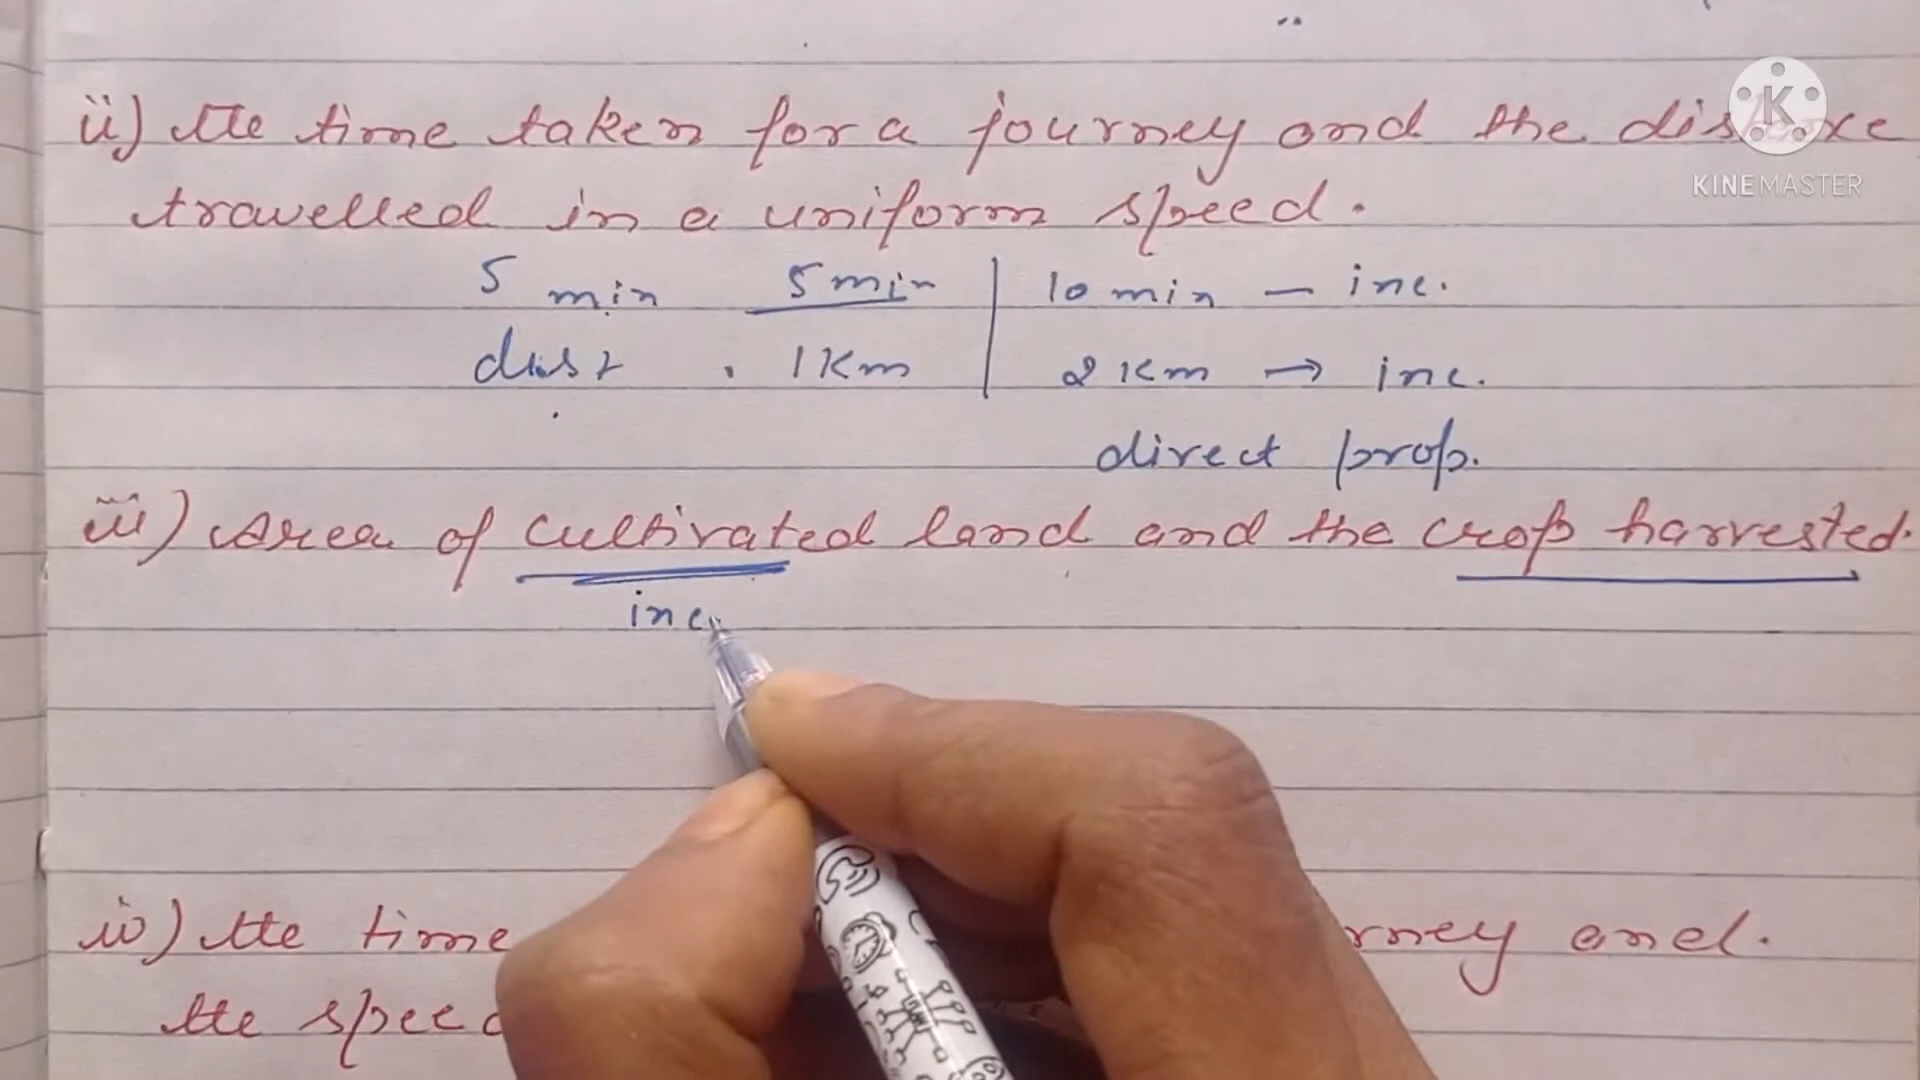 ii) The time taken for a journey and the distance
KINEMASTER
travelled in a uniform speed.
5 min 5 min 10 min — inc.
dist . 1 Km 2 Km → inc.
direct prop.
iii) Area of cultivated land and the crop harvested.
inc
iv) The time rney and.
the speed